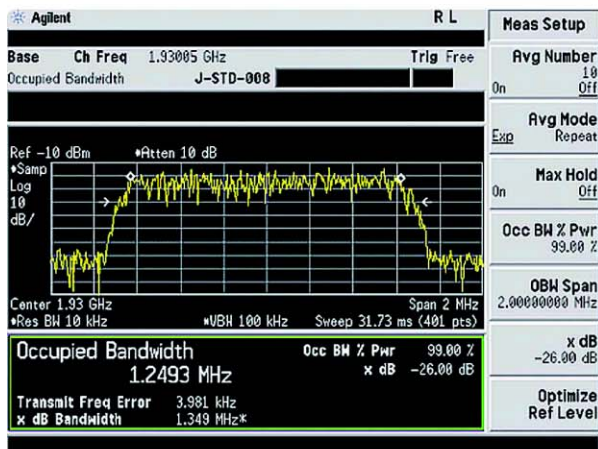 Agilent
R L
Meas Setup
Base Ch Freq 1.93005 GHz Trig Free
Occupied Bandwidth J-STD-008
Avg Number
10
On Off
Avg Mode
Exp Repeat
Max Hold
On Off
Occ BW % Pwr
99.00 %
OBW Span
2.00000000 MHz
x dB
-26.00 dB
Optimize
Ref Level
Ref -10 dBm Atten 10 dB
Samp
Log
10
dB/
Center 1.93 GHz Span 2 MHz
Res BW 10 kHz VBW 100 kHz Sweep 31.73 ms (401 pts)
Occupied Bandwidth Occ BW % Pwr 99.00 %
1.2493 MHz x dB -26.00 dB
Transmit Freq Error 3.981 kHz
x dB Bandwidth 1.349 MHz*